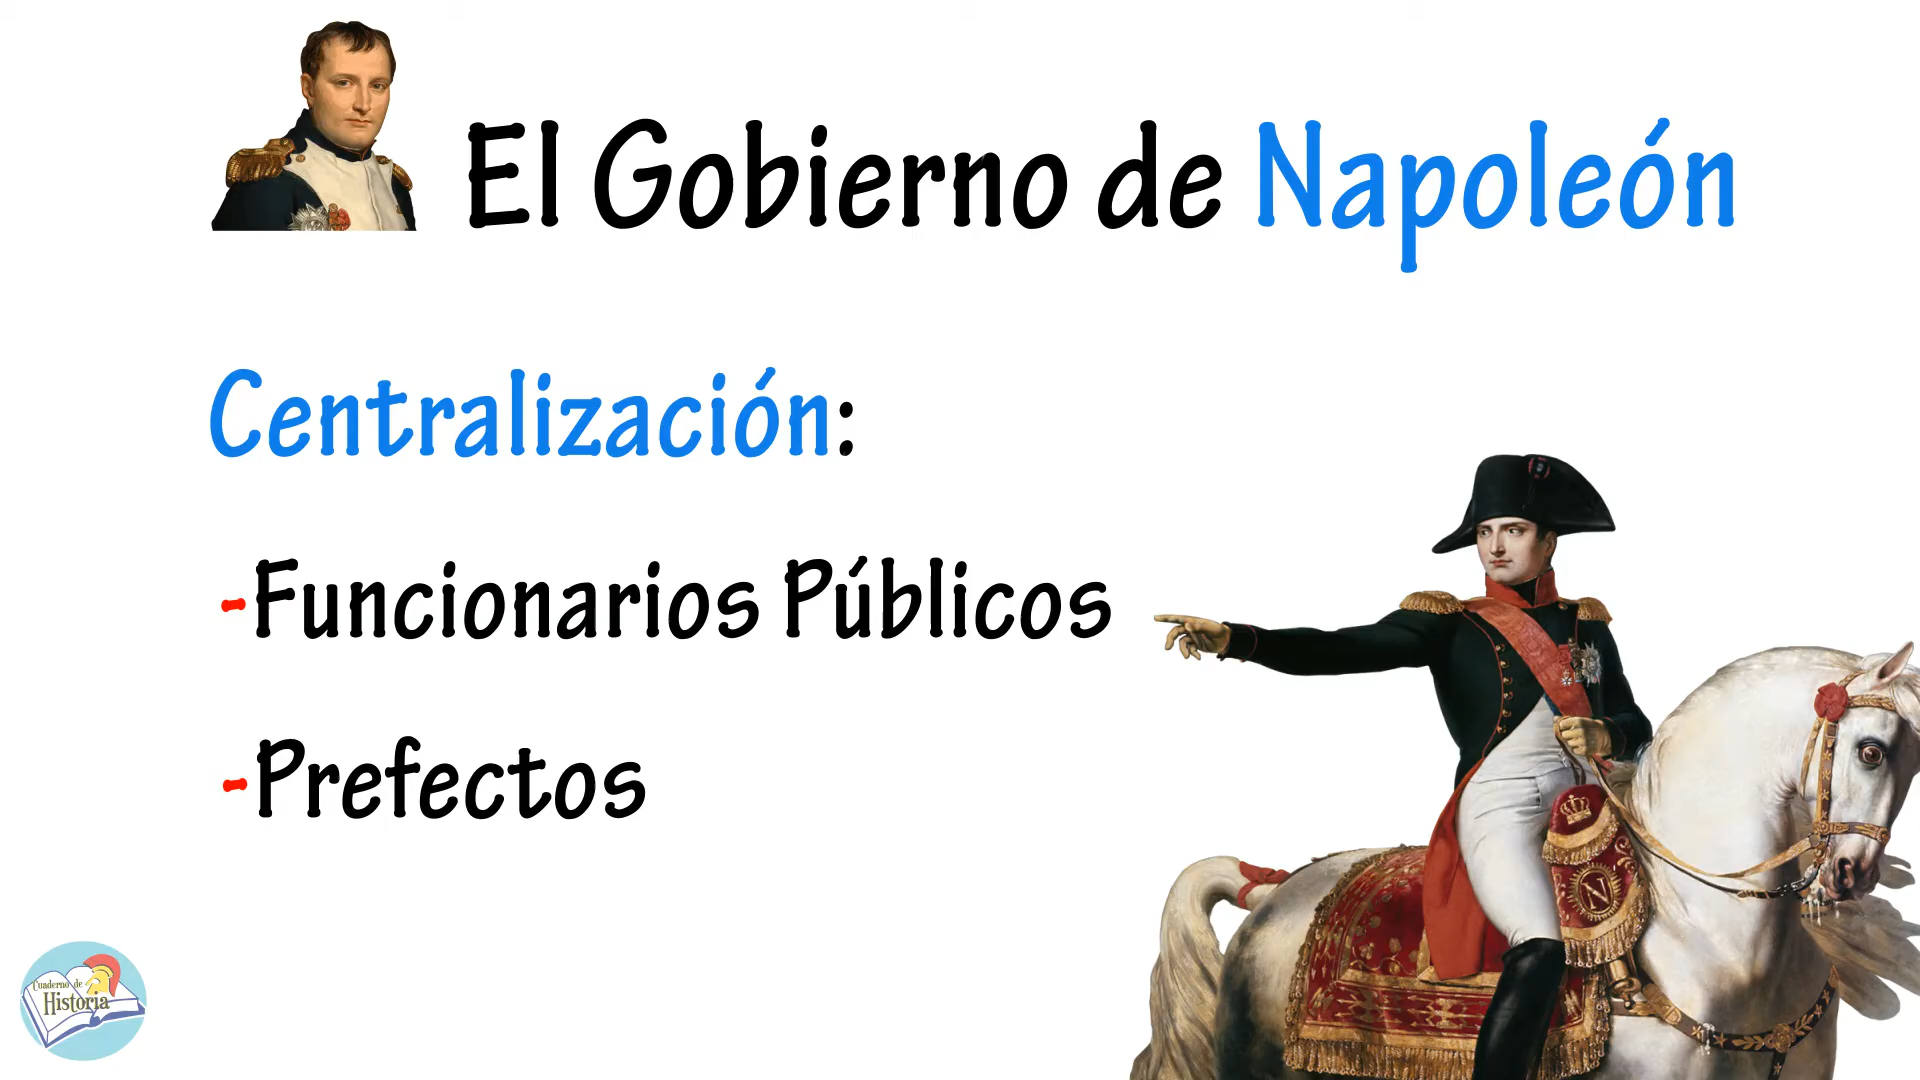 El Gobierno de Napoleón
Centralización:
-Funcionarios Públicos
-Prefectos
N
Cuaderno de
Historia